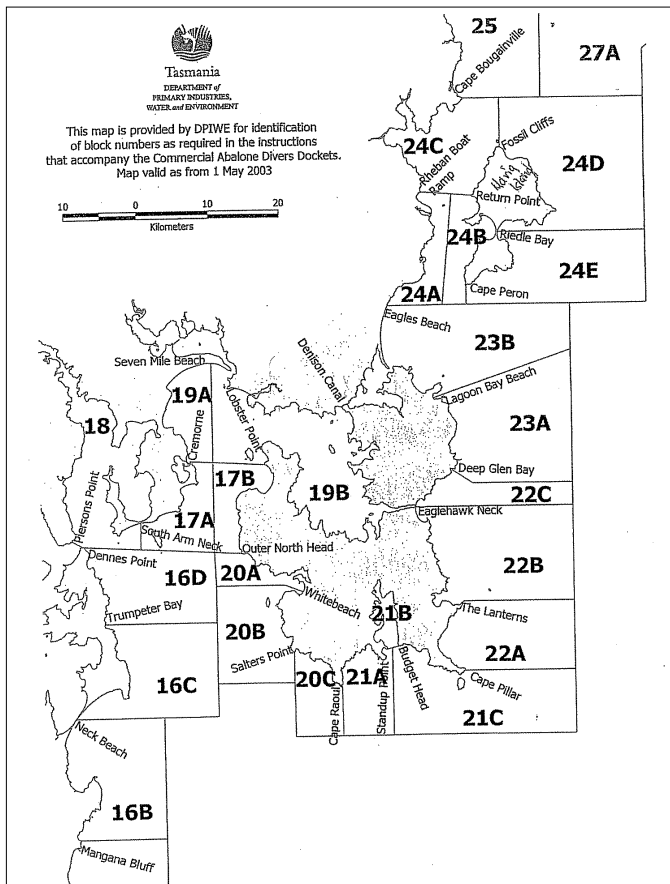 Tasmania
DEPARTMENT of
PRIMARY INDUSTRIES,
WATER and ENVIRONMENT
This map is provided by DPIWE for identification
of block numbers as required in the instructions
that accompany the Commercial Abalone Divers Dockets.
Map valid as from 1 May 2003
10 0 10 20
Kilometers
25
27A
Cape Bougainville
24C
Fossil Cliffs
24D
Rheban Boat
Ramp
Return Point
24B
Riedle Bay
24E
24A
Cape Peron
Eagles Beach
23B
Seven Mile Beach
Denison Canal
19A
Lobster Point
Lagoon Bay Beach
18
Cremorne
23A
17B
19B
Deep Glen Bay
22C
Piersons Point
17A
Eaglehawk Neck
South Arm Neck
Outer North Head
Dennes Point
16D
20A
22B
Whitebeach
Trumpeter Bay
20B
21B
The Lanterns
Salters Point
22A
16C
20C
21A
Cape Raoul
Standup Point
Budget Head
Cape Pillar
21C
Neck Beach
16B
Mangana Bluff